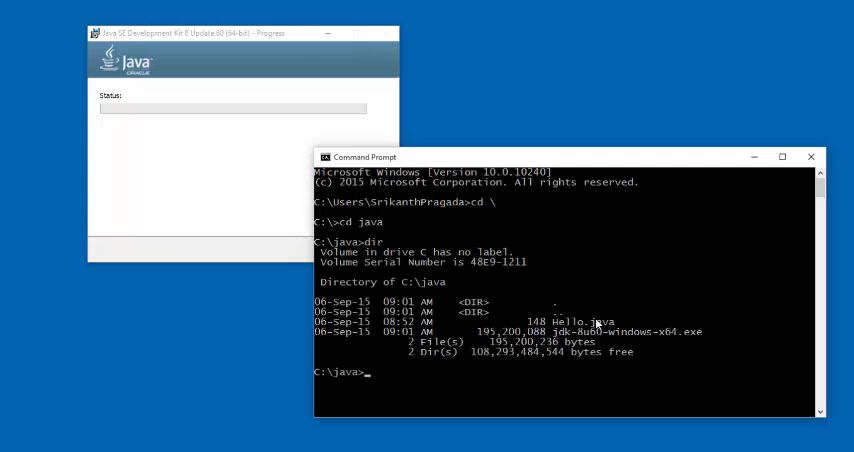 Java SE Development Kit 8 Update 60 (64-bit) - Progress
Java
ORACLE
Status:
Command Prompt
Microsoft Windows [Version 10.0.10240]
(c) 2015 Microsoft Corporation. All rights reserved.
C:\Users\SrikanthPragada>cd \
C:\>cd java
C:\java>dir
Volume in drive C has no label.
Volume Serial Number is 48E9-1211
Directory of C:\java
06-Sep-15  09:01 AM    <DIR>          .
06-Sep-15  09:01 AM    <DIR>          ..
06-Sep-15  08:52 AM               148 Hello.java
06-Sep-15  09:01 AM       195,200,088 jdk-8u60-windows-x64.exe
2 File(s)    195,200,236 bytes
2 Dir(s)  108,293,484,544 bytes free
C:\java>_